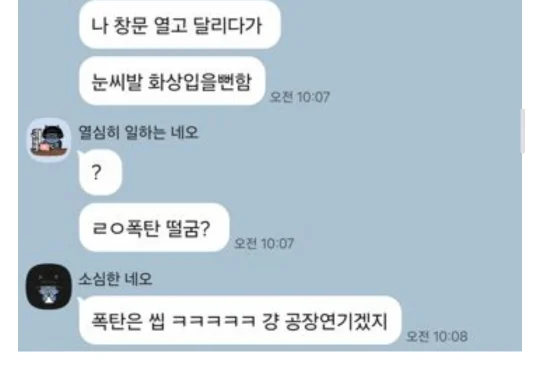 나 창문 열고 달리다가
눈씨발 화상입을뻔함
오전 10:07
열심히 일하는 네오
?
ㄹㅇ폭탄 떨굼?
오전 10:07
소심한 네오
폭탄은 씹 ㅋㅋㅋㅋㅋ 걍 공장연기겠지
오전 10:08